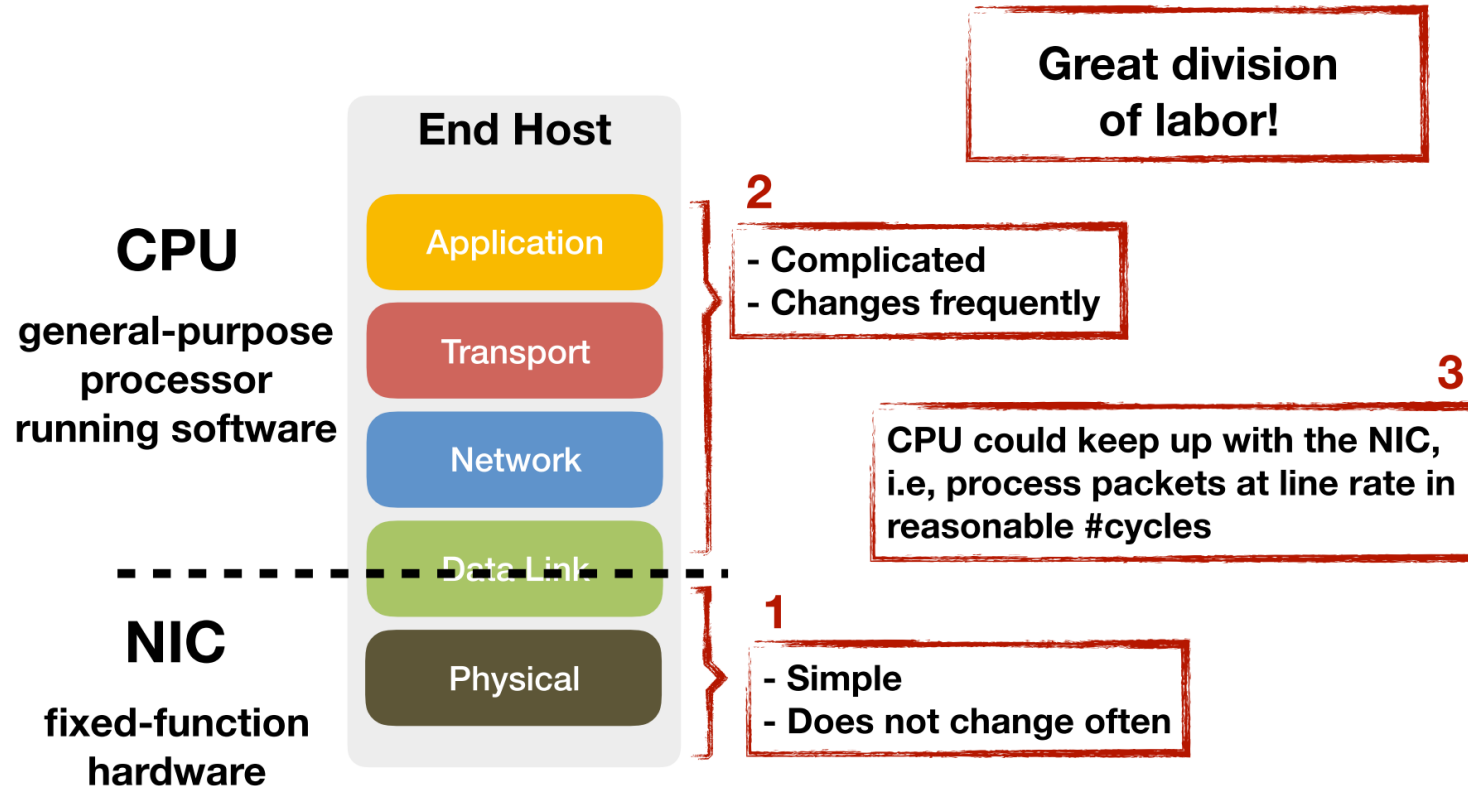 Great division
of labor!
End Host
CPU
general-purpose
processor
running software
Application
Transport
Network
Data Link
Physical
NIC
fixed-function
hardware
2
- Complicated
- Changes frequently
3
CPU could keep up with the NIC,
i.e, process packets at line rate in
reasonable #cycles
1
- Simple
- Does not change often